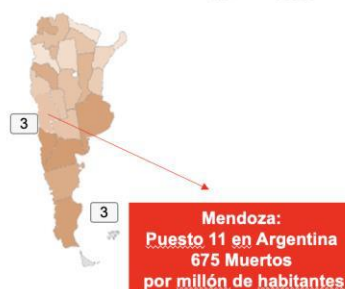 3
3
Mendoza:
Puesto 11 en Argentina
675 Muertos
por millón de habitantes